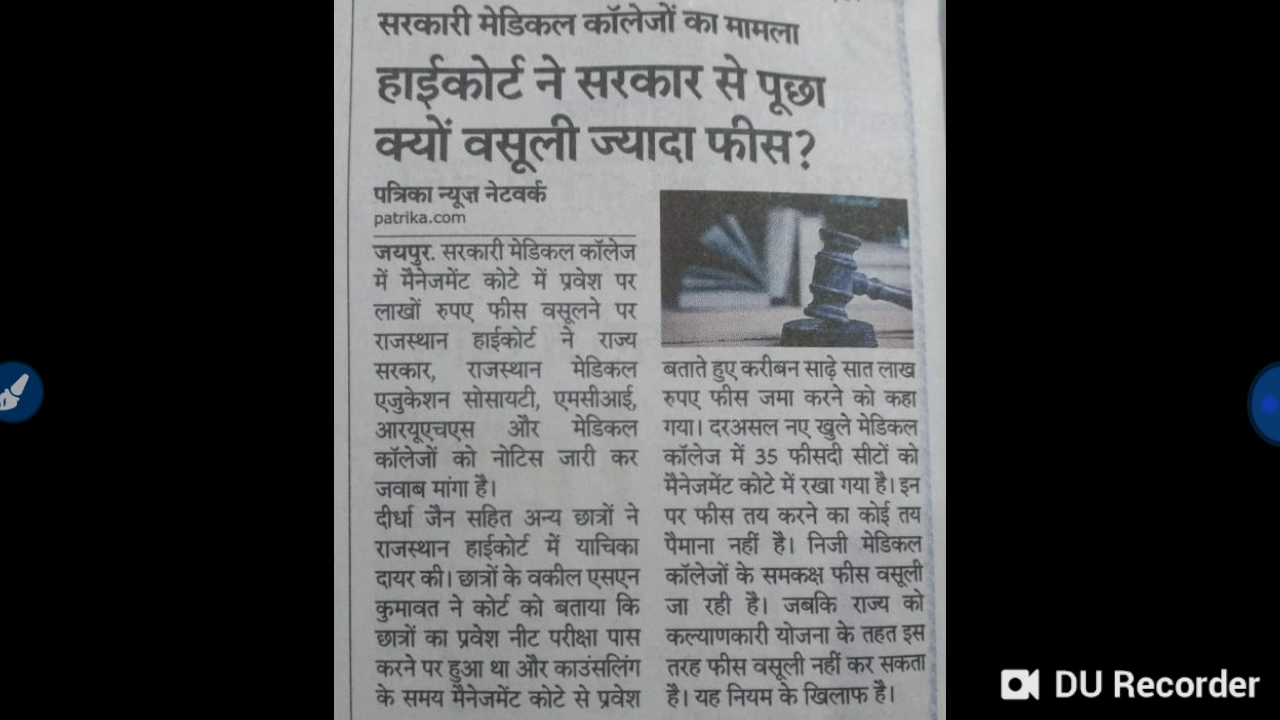 सरकारी मेडिकल कॉलेजों का मामला
हाईकोर्ट ने सरकार से पूछा
क्यों वसूली ज्यादा फीस?
पत्रिका न्यूज़ नेटवर्क
patrika.com
जयपुर. सरकारी मेडिकल कॉलेज
में मैनेजमेंट कोटे में प्रवेश पर
लाखों रुपए फीस वसूलने पर
राजस्थान हाईकोर्ट ने राज्य
सरकार, राजस्थान मेडिकल
एजुकेशन सोसायटी, एमसीआई,
आरयूएचएस और मेडिकल
कॉलेजों को नोटिस जारी कर
जवाब मांगा है।
दीर्धा जैन सहित अन्य छात्रों ने
राजस्थान हाईकोर्ट में याचिका
दायर की। छात्रों के वकील एसएन
कुमावत ने कोर्ट को बताया कि
छात्रों का प्रवेश नीट परीक्षा पास
करने पर हुआ था और काउंसलिंग
के समय मैनेजमेंट कोटे से प्रवेश
बताते हुए करीबन साढ़े सात लाख
रुपए फीस जमा करने को कहा
गया। दरअसल नए खुले मेडिकल
कॉलेज में 35 फीसदी सीटों को
मैनेजमेंट कोटे में रखा गया है। इन
पर फीस तय करने का कोई तय
पैमाना नहीं है। निजी मेडिकल
कॉलेजों के समकक्ष फीस वसूली
जा रही है। जबकि राज्य को
कल्याणकारी योजना के तहत इस
तरह फीस वसूली नहीं कर सकता
है। यह नियम के खिलाफ है।
DU Recorder